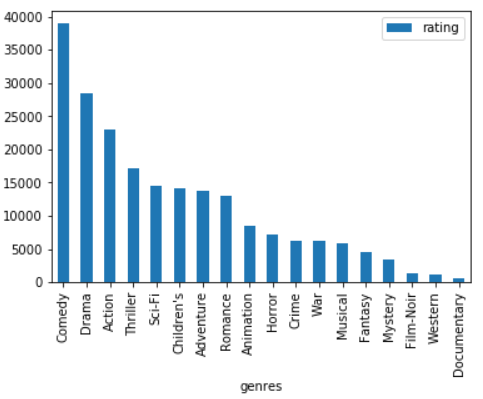 rating
40000
35000
30000
25000
20000
15000
10000
5000
0
Comedy
Drama
Action
Thriller
Sci-Fi
Children's
Adventure
Romance
Animation
Horror
Crime
War
Musical
Fantasy
Mystery
Film-Noir
Western
Documentary
genres